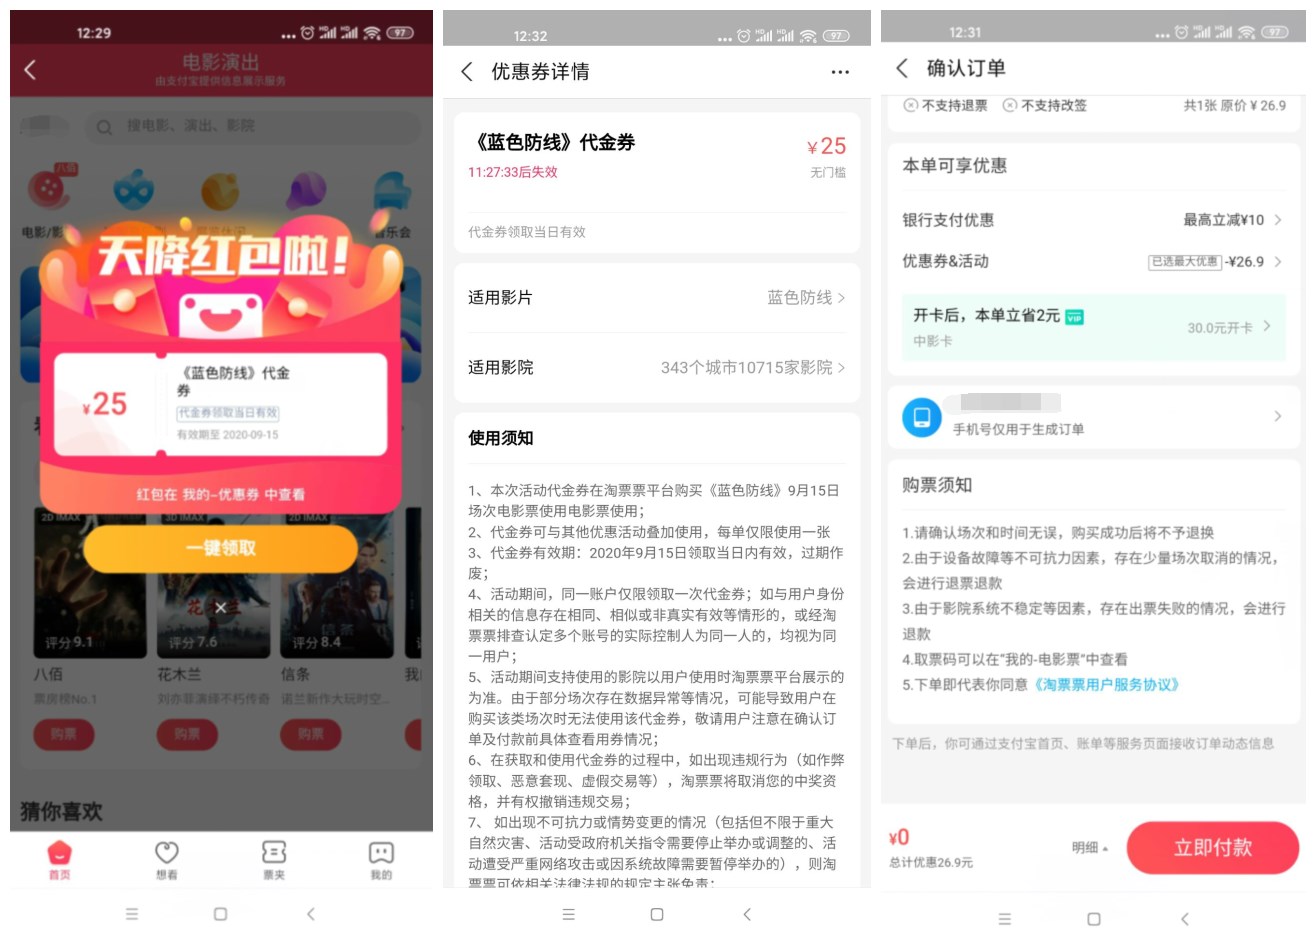 12:29
97
电影演出
由支付宝提供信息展示服务
搜电影、演出、影院
八佰
电影/影
音乐会
天降红包啦!
¥25
《蓝色防线》代金
券
代金券领取当日有效
有效期至 2020-09-15
红包在 我的-优惠券 中查看
一键领取
2D IMAX
3D IMAX
2D IMAX
花木兰
信条
评分9.1
评分7.6
评分8.4
八佰
花木兰
信条
我
票房榜No.1
刘亦菲演绎不朽传奇
诺兰新作大玩时空...
购票
购票
购票
猜你喜欢
首页
想看
票夹
我的
12:32
97
优惠券详情
《蓝色防线》代金券
¥25
11:27:33后失效
无门槛
代金券领取当日有效
适用影片
蓝色防线
适用影院
343个城市10715家影院
使用须知
1、本次活动代金券在淘票票平台购买《蓝色防线》9月15日
场次电影票使用电影票使用；
2、代金券可与其他优惠活动叠加使用，每单仅限使用一张
3、代金券有效期：2020年9月15日领取当日内有效，过期作
废；
4、活动期间，同一账户仅限领取一次代金券；如与用户身份
相关的信息存在相同、相似或非真实有效等情形的，或经淘
票票排查认定多个账号的实际控制人为同一人的，均视为同
一用户；
5、活动期间支持使用的影院以用户使用时淘票票平台展示的
为准。由于部分场次存在数据异常等情况，可能导致用户在
购买该类场次时无法使用该代金券，敬请用户注意在确认订
单及付款前具体查看用券情况；
6、在获取和使用代金券的过程中，如出现违规行为（如作弊
领取、恶意套现、虚假交易等），淘票票将取消您的中奖资
格，并有权撤销违规交易；
7、 如出现不可抗力或情势变更的情况（包括但不限于重大
自然灾害、活动受政府机关指令需要停止举办或调整的、活
动遭受严重网络攻击或因系统故障需要暂停举办的），则淘
票票可依相关法律法规的规定主张免责；
12:31
97
确认订单
不支持退票
不支持改签
共1张 原价 ¥ 26.9
本单可享优惠
银行支付优惠
最高立减¥10
优惠券&活动
已选最大优惠
-¥26.9
开卡后，本单立省2元
VIP
中影卡
30.0元开卡
手机号仅用于生成订单
购票须知
1.请确认场次和时间无误，购买成功后将不予退换
2.由于设备故障等不可抗力因素，存在少量场次取消的情况，
会进行退票退款
3.由于影院系统不稳定等因素，存在出票失败的情况，会进行
退款
4.取票码可以在“我的-电影票”中查看
5.下单即代表你同意《淘票票用户服务协议》
下单后，你可通过支付宝首页、账单等服务页面接收订单动态信息
¥0
总计优惠26.9元
明细
立即付款